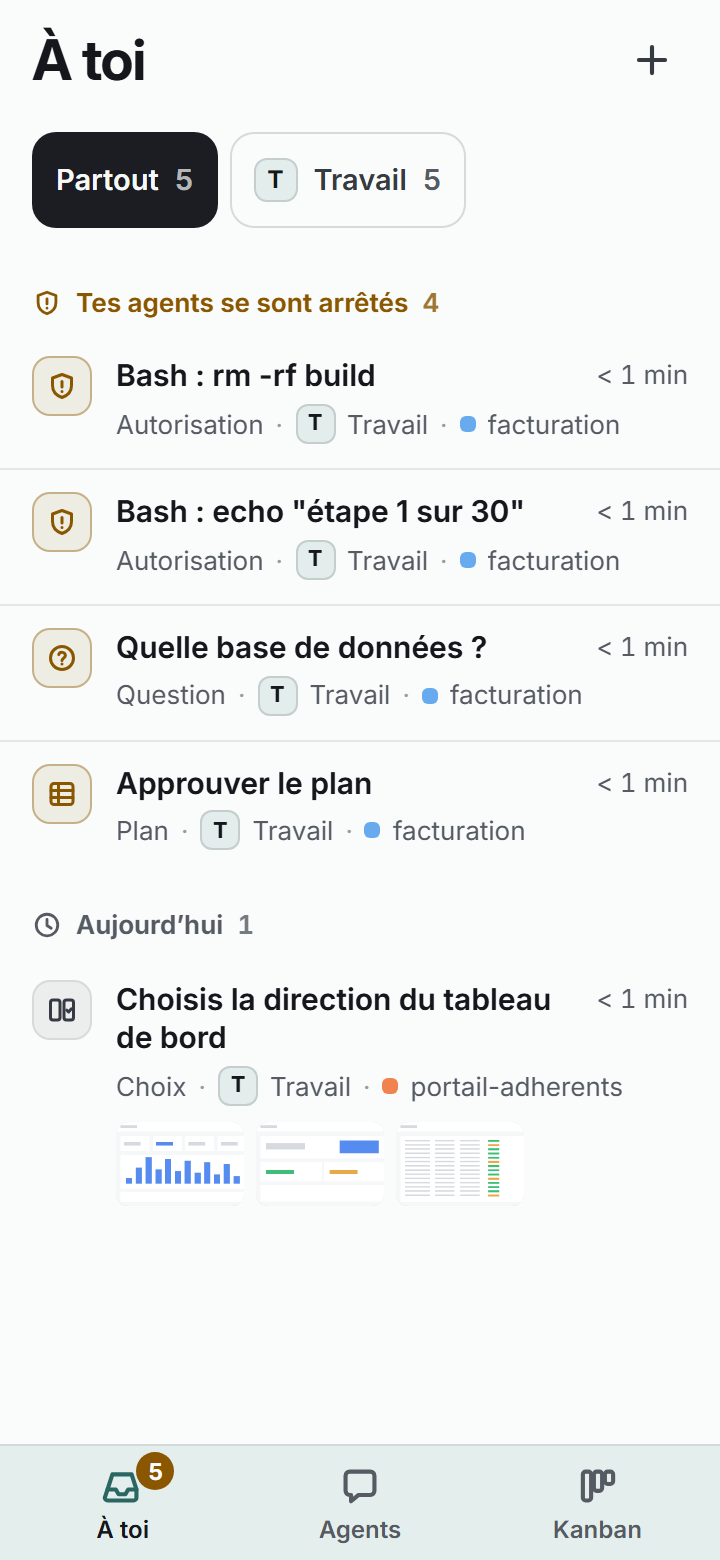 À toi
Partout 5
T Travail 5
Tes agents se sont arrêtés 4
Bash : rm -rf build
< 1 min
Autorisation · T Travail · facturation
Bash : echo "étape 1 sur 30"
< 1 min
Autorisation · T Travail · facturation
Quelle base de données ?
< 1 min
Question · T Travail · facturation
Approuver le plan
< 1 min
Plan · T Travail · facturation
Aujourd’hui 1
Choisis la direction du tableau
< 1 min
de bord
Choix · T Travail · portail-adherents
5
À toi
Agents
Kanban